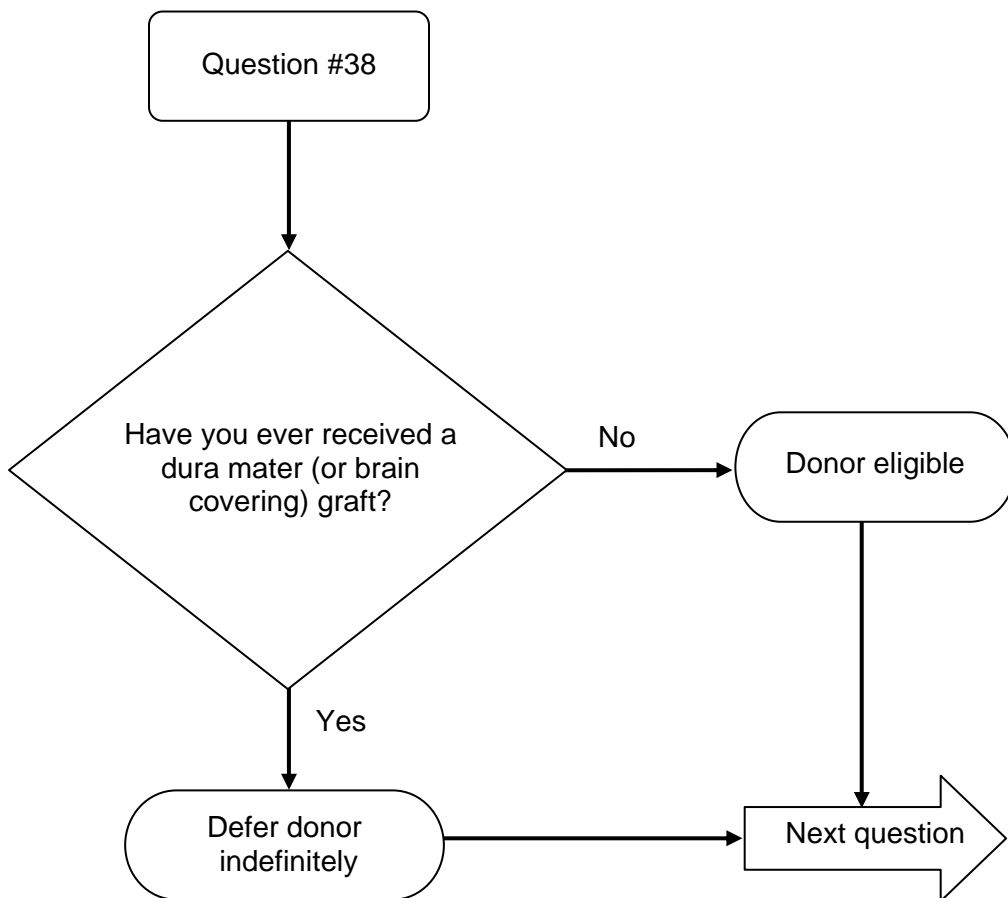 Question #38
Have you ever received a
dura mater (or brain
covering) graft?
No
Donor eligible
Yes
Defer donor
indefinitely
Next question